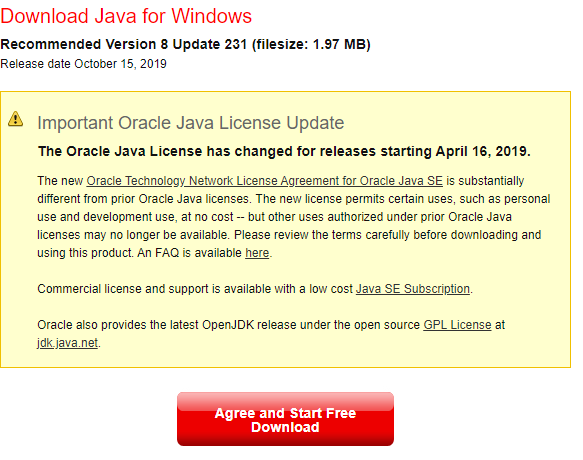 Download Java for Windows
Recommended Version 8 Update 231 (filesize: 1.97 MB)
Release date October 15, 2019
Important Oracle Java License Update
The Oracle Java License has changed for releases starting April 16, 2019.
The new Oracle Technology Network License Agreement for Oracle Java SE is substantially
different from prior Oracle Java licenses. The new license permits certain uses, such as personal
use and development use, at no cost -- but other uses authorized under prior Oracle Java
licenses may no longer be available. Please review the terms carefully before downloading and
using this product. An FAQ is available here.
Commercial license and support is available with a low cost Java SE Subscription.
Oracle also provides the latest OpenJDK release under the open source GPL License at
jdk.java.net.
Agree and Start Free
Download